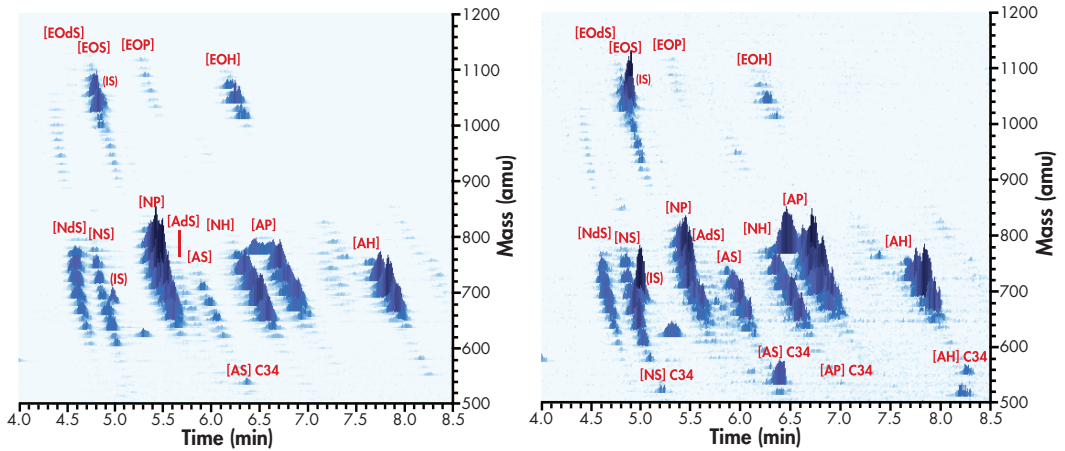 [EOdS]
[EOS]
[EOP]
(IS)
[EOH]
[NP]
[AdS]
[NdS]
[NS]
[NH]
[AP]
[AS]
[AH]
(IS)
[AS] C34
1200
1100
1000
900
800
700
600
500
Mass (amu)
4.0 4.5 5.0 5.5 6.0 6.5 7.0 7.5 8.0 8.5
Time (min)
[EOdS]
[EOS]
[EOP]
(IS)
[EOH]
[AP]
[NP]
[NdS]
[NS]
[AdS]
[NH]
[AH]
[AS]
(IS)
[AS] C34
[NS] C34
[AP] C34
[AH] C34
1200
1100
1000
900
800
700
600
500
Mass (amu)
4.0 4.5 5.0 5.5 6.0 6.5 7.0 7.5 8.0 8.5
Time (min)